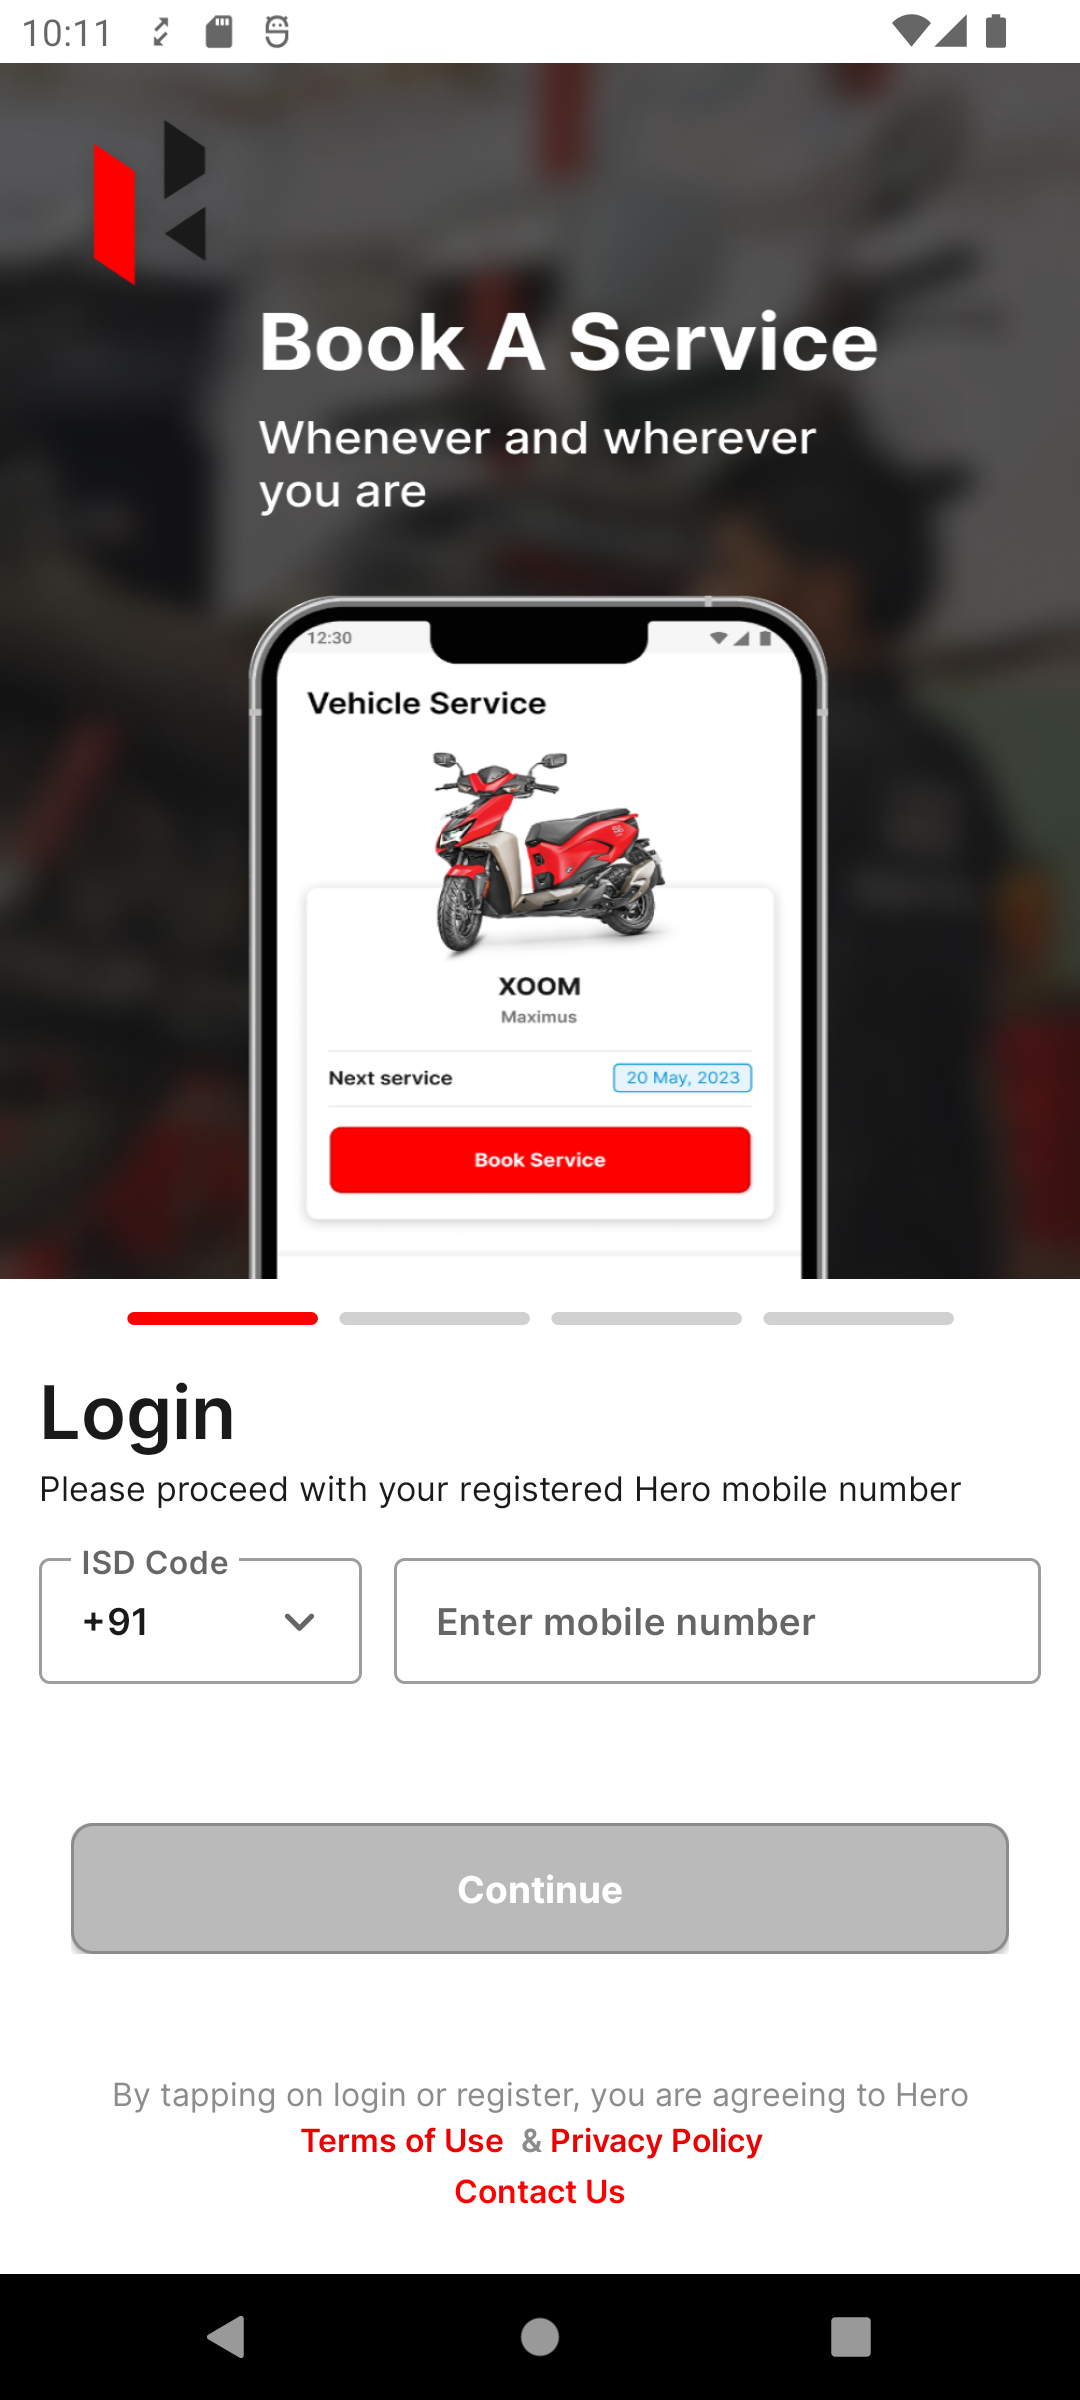 10:11
Book A Service
Whenever and wherever
you are
12:30
Vehicle Service
XOOM
Maximus
Next service
20 May, 2023
Book Service
Login
Please proceed with your registered Hero mobile number
ISD Code
+91
Enter mobile number
Continue
By tapping on login or register, you are agreeing to Hero
Terms of Use & Privacy Policy
Contact Us